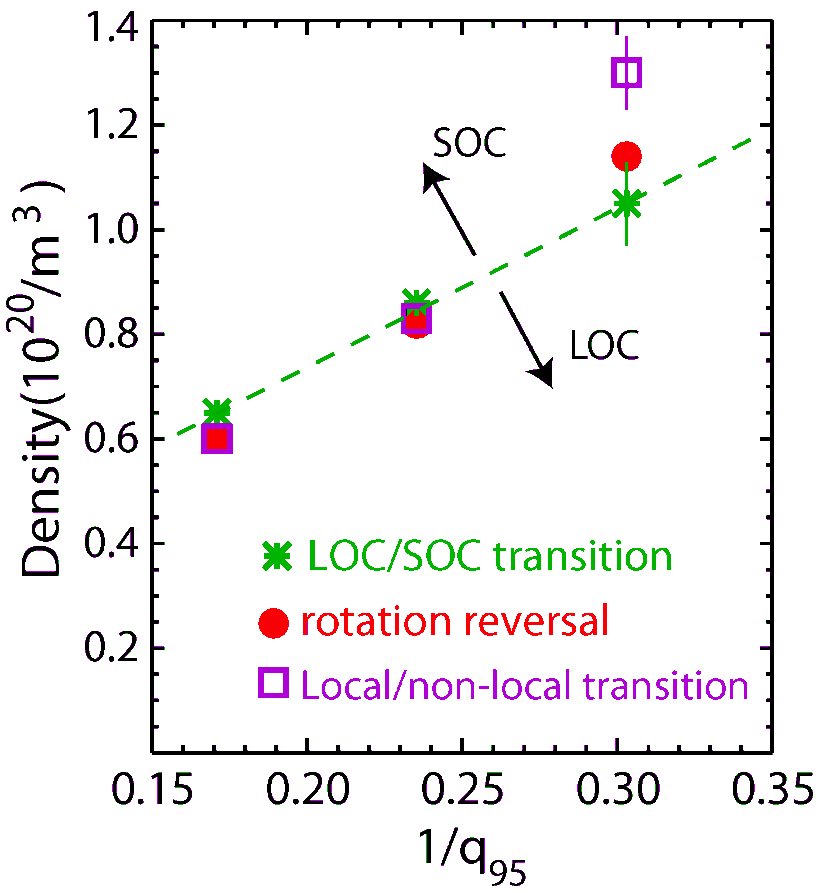 1.4
1.2
1.0
0.8
0.6
0.4
0.2
Density(10²⁰/m³)
SOC
LOC
LOC/SOC transition
rotation reversal
Local/non-local transition
0.15 0.20 0.25 0.30 0.35
1/q₉₅